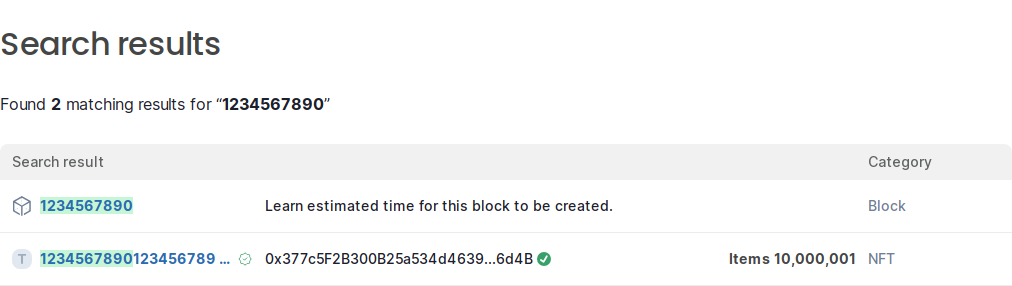 Search results
Found 2 matching results for “1234567890”
Search result Category
1234567890 Learn estimated time for this block to be created. Block
T 1234567890123456789 ... 0x377c5F2B300B25a534d4639...6d4B Items 10,000,001 NFT